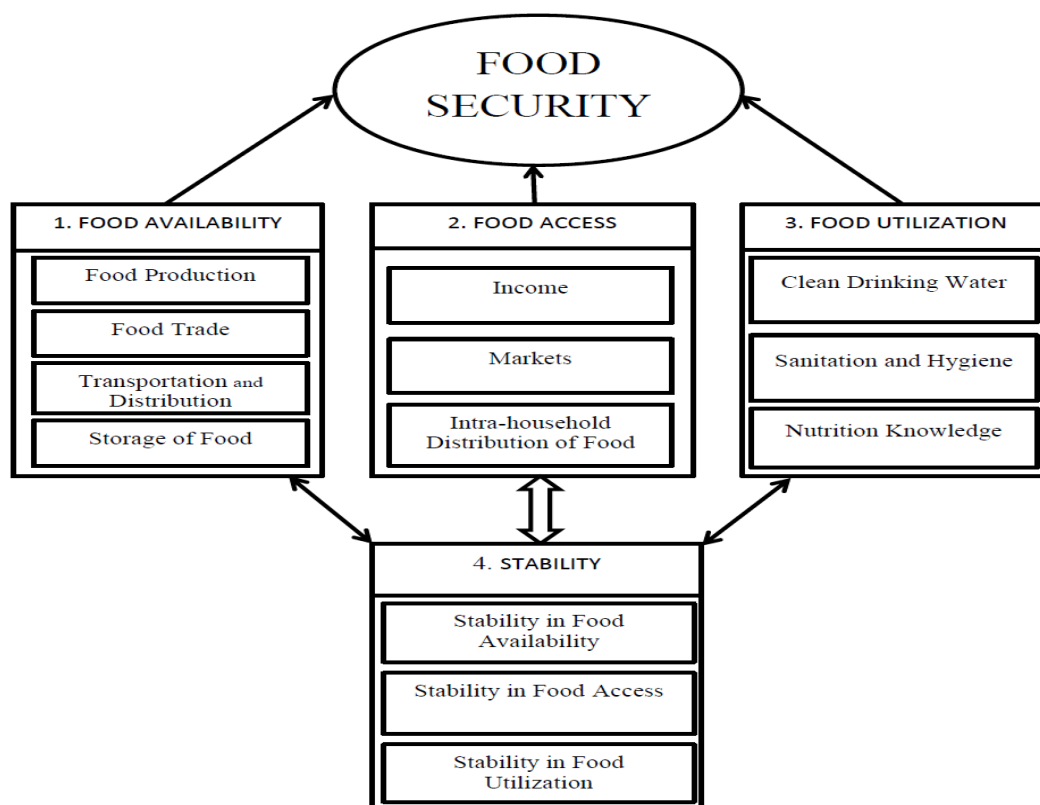 FOOD
SECURITY
1. FOOD AVAILABILITY
Food Production
Food Trade
Transportation and
Distribution
Storage of Food
2. FOOD ACCESS
Income
Markets
Intra-household
Distribution of Food
3. FOOD UTILIZATION
Clean Drinking Water
Sanitation and Hygiene
Nutrition Knowledge
4. STABILITY
Stability in Food
Availability
Stability in Food Access
Stability in Food
Utilization